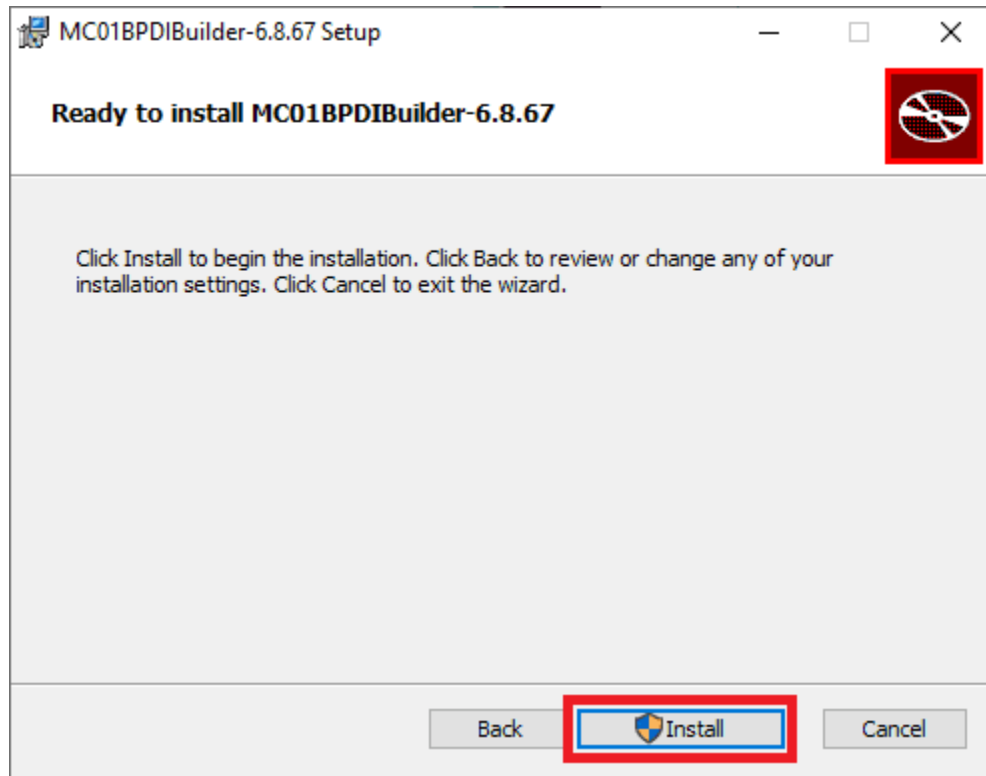 MC01BPDIBuilder-6.8.67 Setup
Ready to install MC01BPDIBuilder-6.8.67
Click Install to begin the installation. Click Back to review or change any of your
installation settings. Click Cancel to exit the wizard.
Back
Install
Cancel